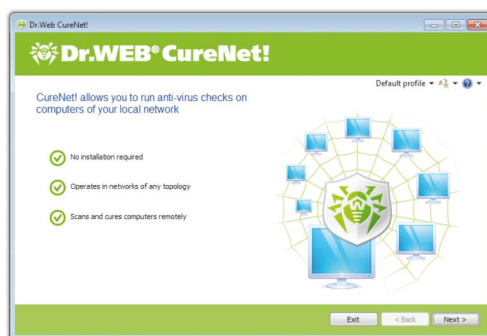 Dr.Web CureNet!
Dr.WEB® CureNet!
Default profile
CureNet! allows you to run anti-virus checks on
computers of your local network
No installation required
Operates in networks of any topology
Scans and cures computers remotely
Exit
< Back
Next >